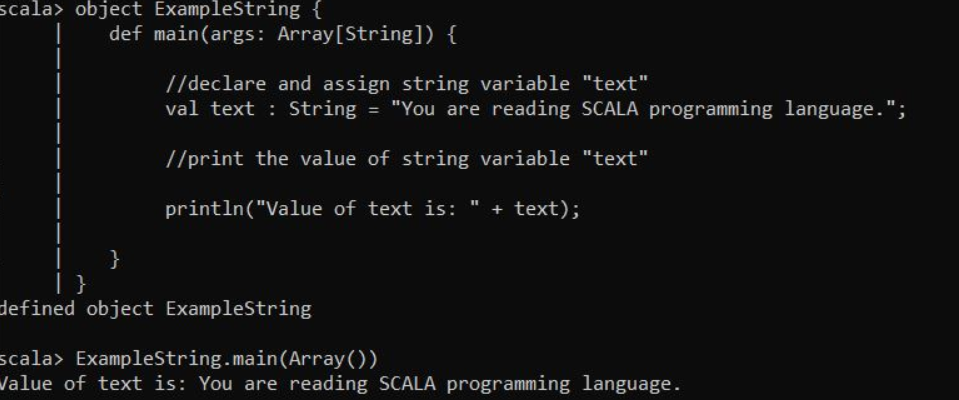 scala> object ExampleString {
     |    def main(args: Array[String]) {
     |
     |         //declare and assign string variable "text"
     |         val text : String = "You are reading SCALA programming language.";
     |
     |         //print the value of string variable "text"
     |
     |         println("Value of text is: " + text);
     |
     |    }
     | }
defined object ExampleString

scala> ExampleString.main(Array())
Value of text is: You are reading SCALA programming language.